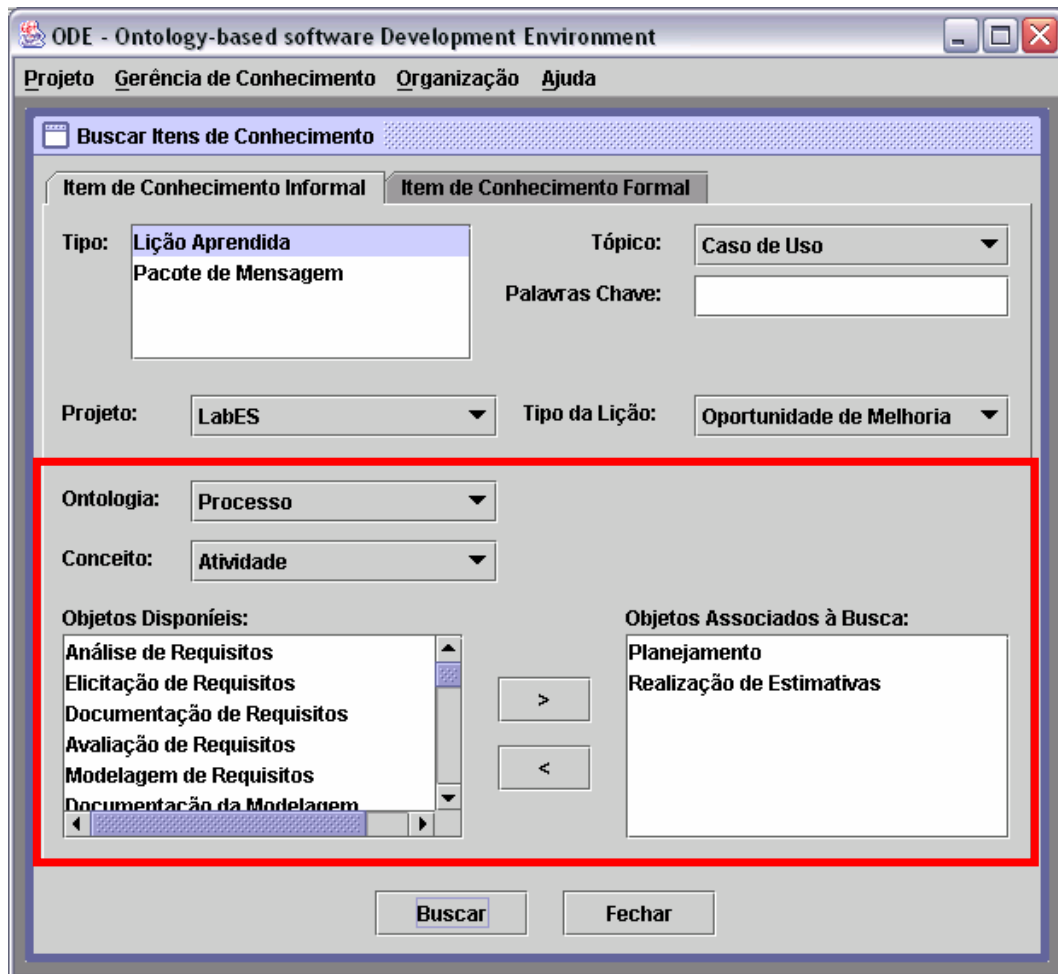 ODE - Ontology-based software Development Environment
Projeto Gerência de Conhecimento Organização Ajuda
Buscar Itens de Conhecimento
Item de Conhecimento Informal Item de Conhecimento Formal
Tipo: Lição Aprendida
Pacote de Mensagem
Tópico: Caso de Uso
Palavras Chave:
Projeto: LabES Tipo da Lição: Oportunidade de Melhoria
Ontologia: Processo
Conceito: Atividade
Objetos Disponíeis:
Análise de Requisitos
Elicitação de Requisitos
Documentação de Requisitos
Avaliação de Requisitos
Modelagem de Requisitos
Documentação da Modelagem
>
<
Objetos Associados à Busca:
Planejamento
Realização de Estimativas
Buscar Fechar